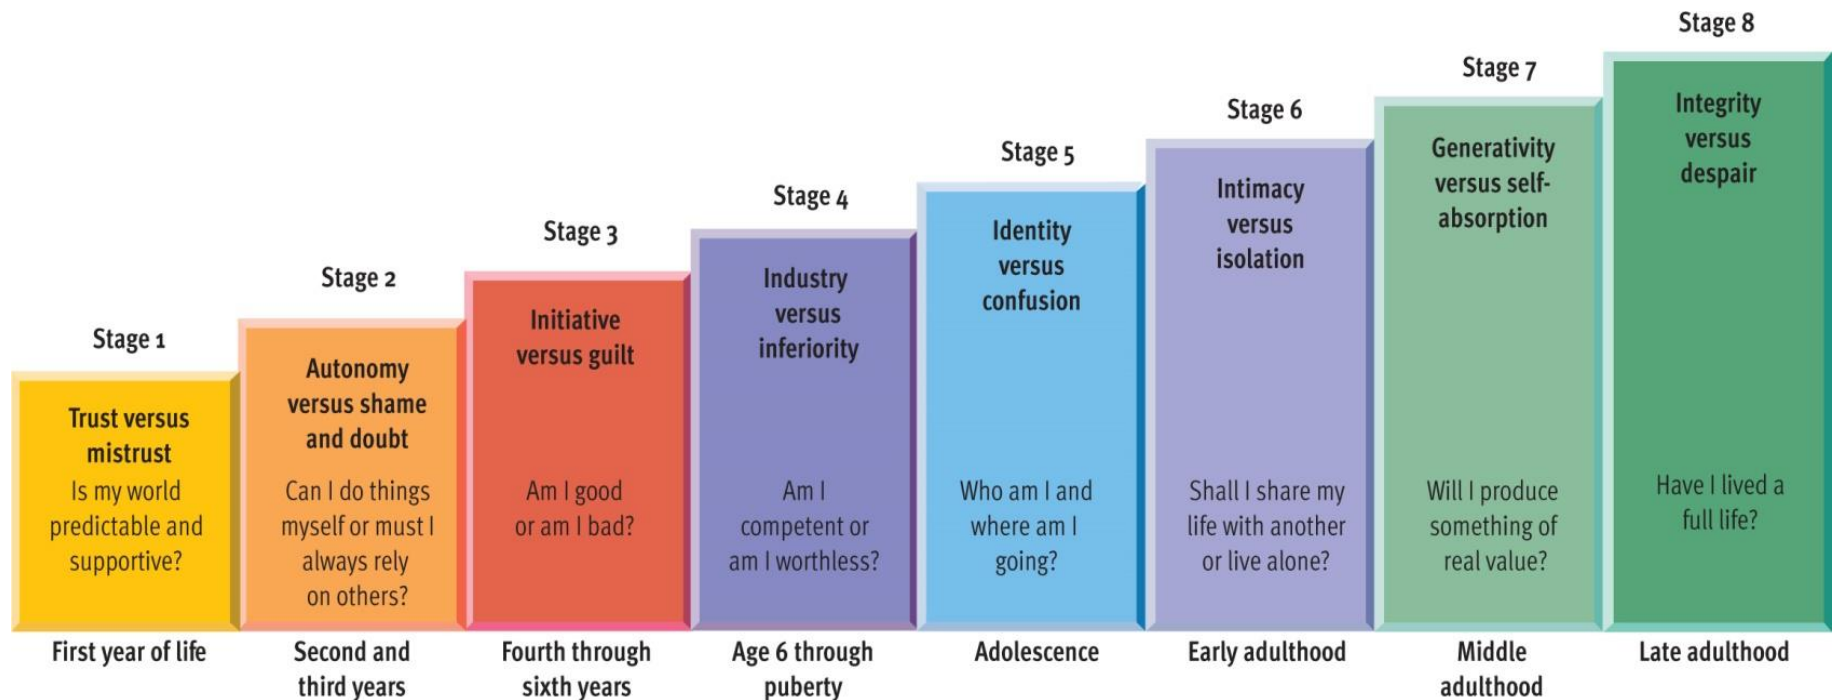 Stage 1
Trust versus
mistrust
Is my world
predictable and
supportive?
First year of life
Stage 2
Autonomy
versus shame
and doubt
Can I do things
myself or must I
always rely
on others?
Second and
third years
Stage 3
Initiative
versus guilt
Am I good
or am I bad?
Fourth through
sixth years
Stage 4
Industry
versus
inferiority
Am I
competent or
am I worthless?
Age 6 through
puberty
Stage 5
Identity
versus
confusion
Who am I and
where am I
going?
Adolescence
Stage 6
Intimacy
versus
isolation
Shall I share my
life with another
or live alone?
Early adulthood
Stage 7
Generativity
versus self-
absorption
Will I produce
something of
real value?
Middle
adulthood
Stage 8
Integrity
versus
despair
Have I lived a
full life?
Late adulthood